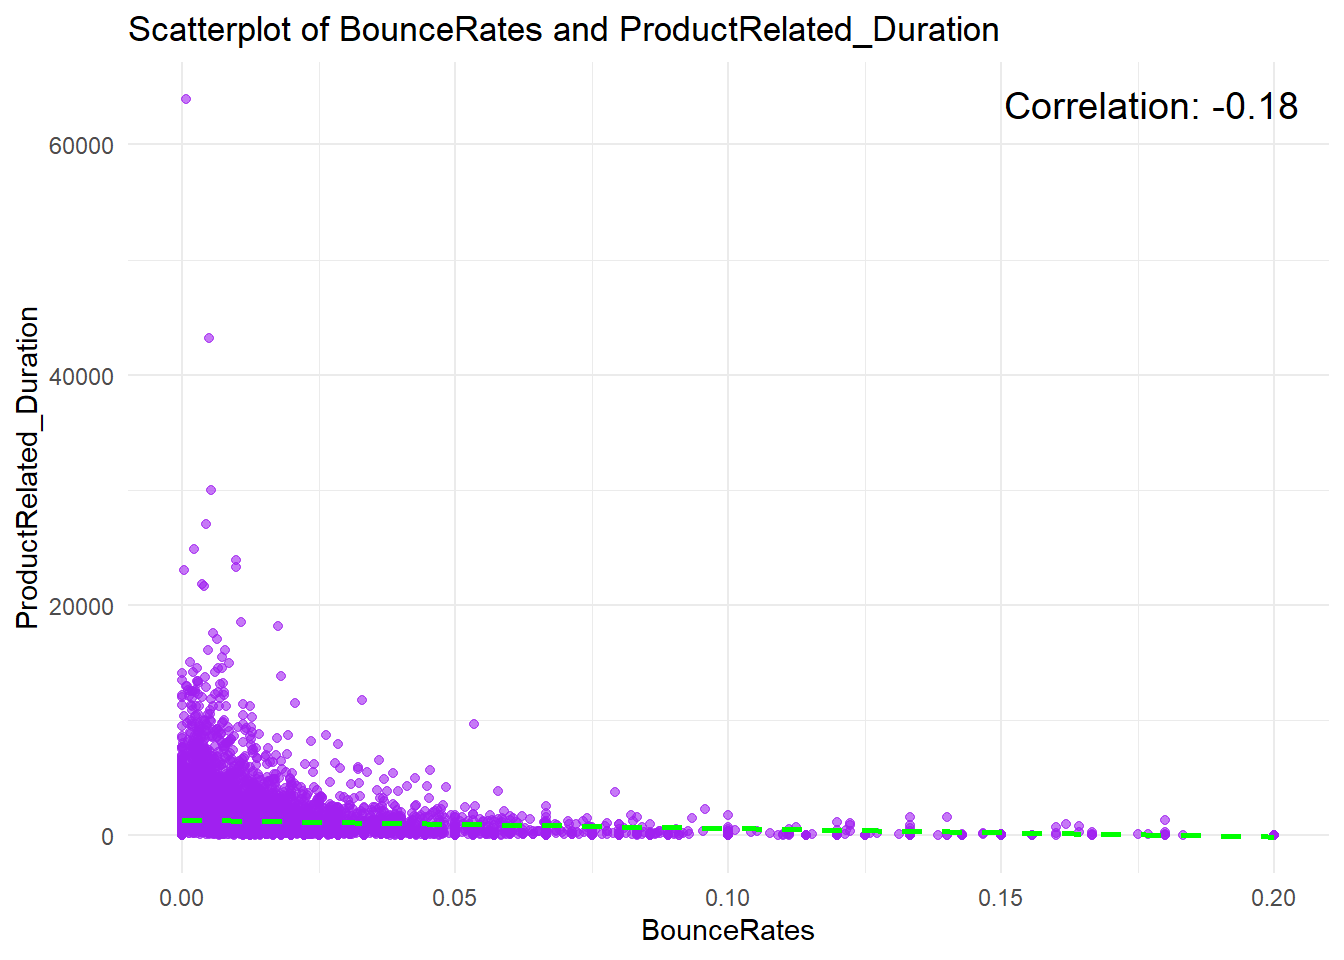 Scatterplot of BounceRates and ProductRelated_Duration
Correlation: -0.18
ProductRelated_Duration
60000
40000
20000
0
0.00 0.05 0.10 0.15 0.20
BounceRates